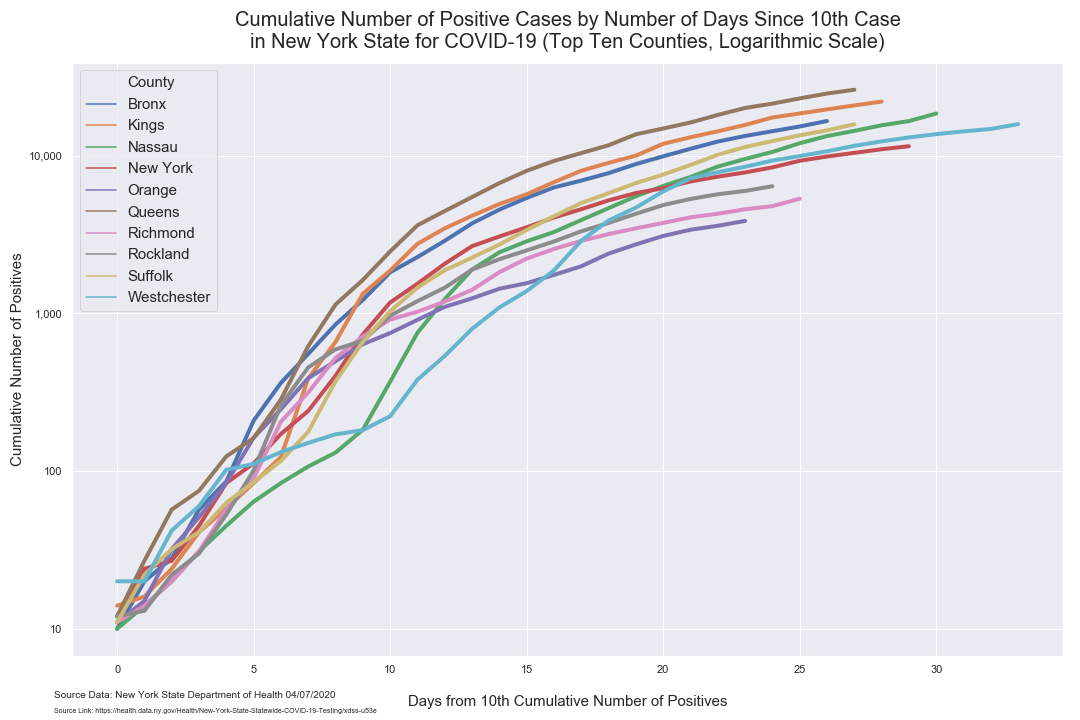 Cumulative Number of Positive Cases by Number of Days Since 10th Case
in New York State for COVID-19 (Top Ten Counties, Logarithmic Scale)
County
Bronx
Kings
Nassau
New York
Orange
Queens
Richmond
Rockland
Suffolk
Westchester
Cumulative Number of Positives
10,000
1,000
100
10
0
5
10
15
20
25
30
Days from 10th Cumulative Number of Positives
Source Data: New York State Department of Health 04/07/2020
Source Link: https://health.data.ny.gov/Health/New-York-State-Statewide-COVID-19-Testing/xdss-u53e